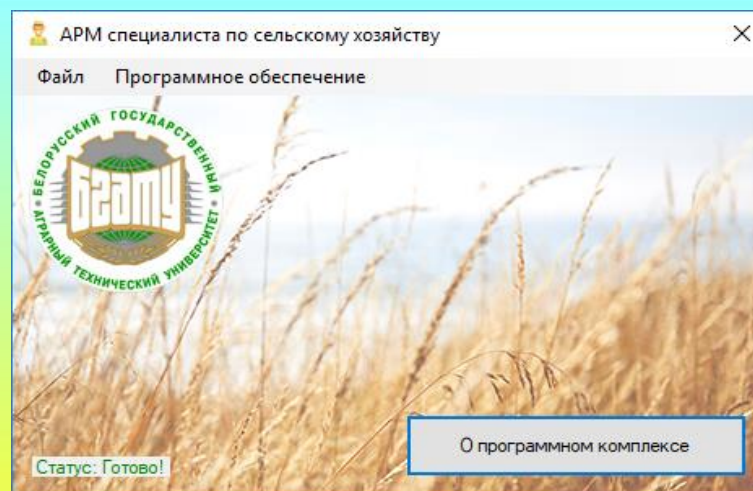 АРМ специалиста по сельскому хозяйству
Файл Программное обеспечение
БЕЛОРУССКИЙ ГОСУДАРСТВЕННЫЙ
АГРАРНЫЙ ТЕХНИЧЕСКИЙ УНИВЕРСИТЕТ
БГАТУ
О программном комплексе
Статус: Готово!